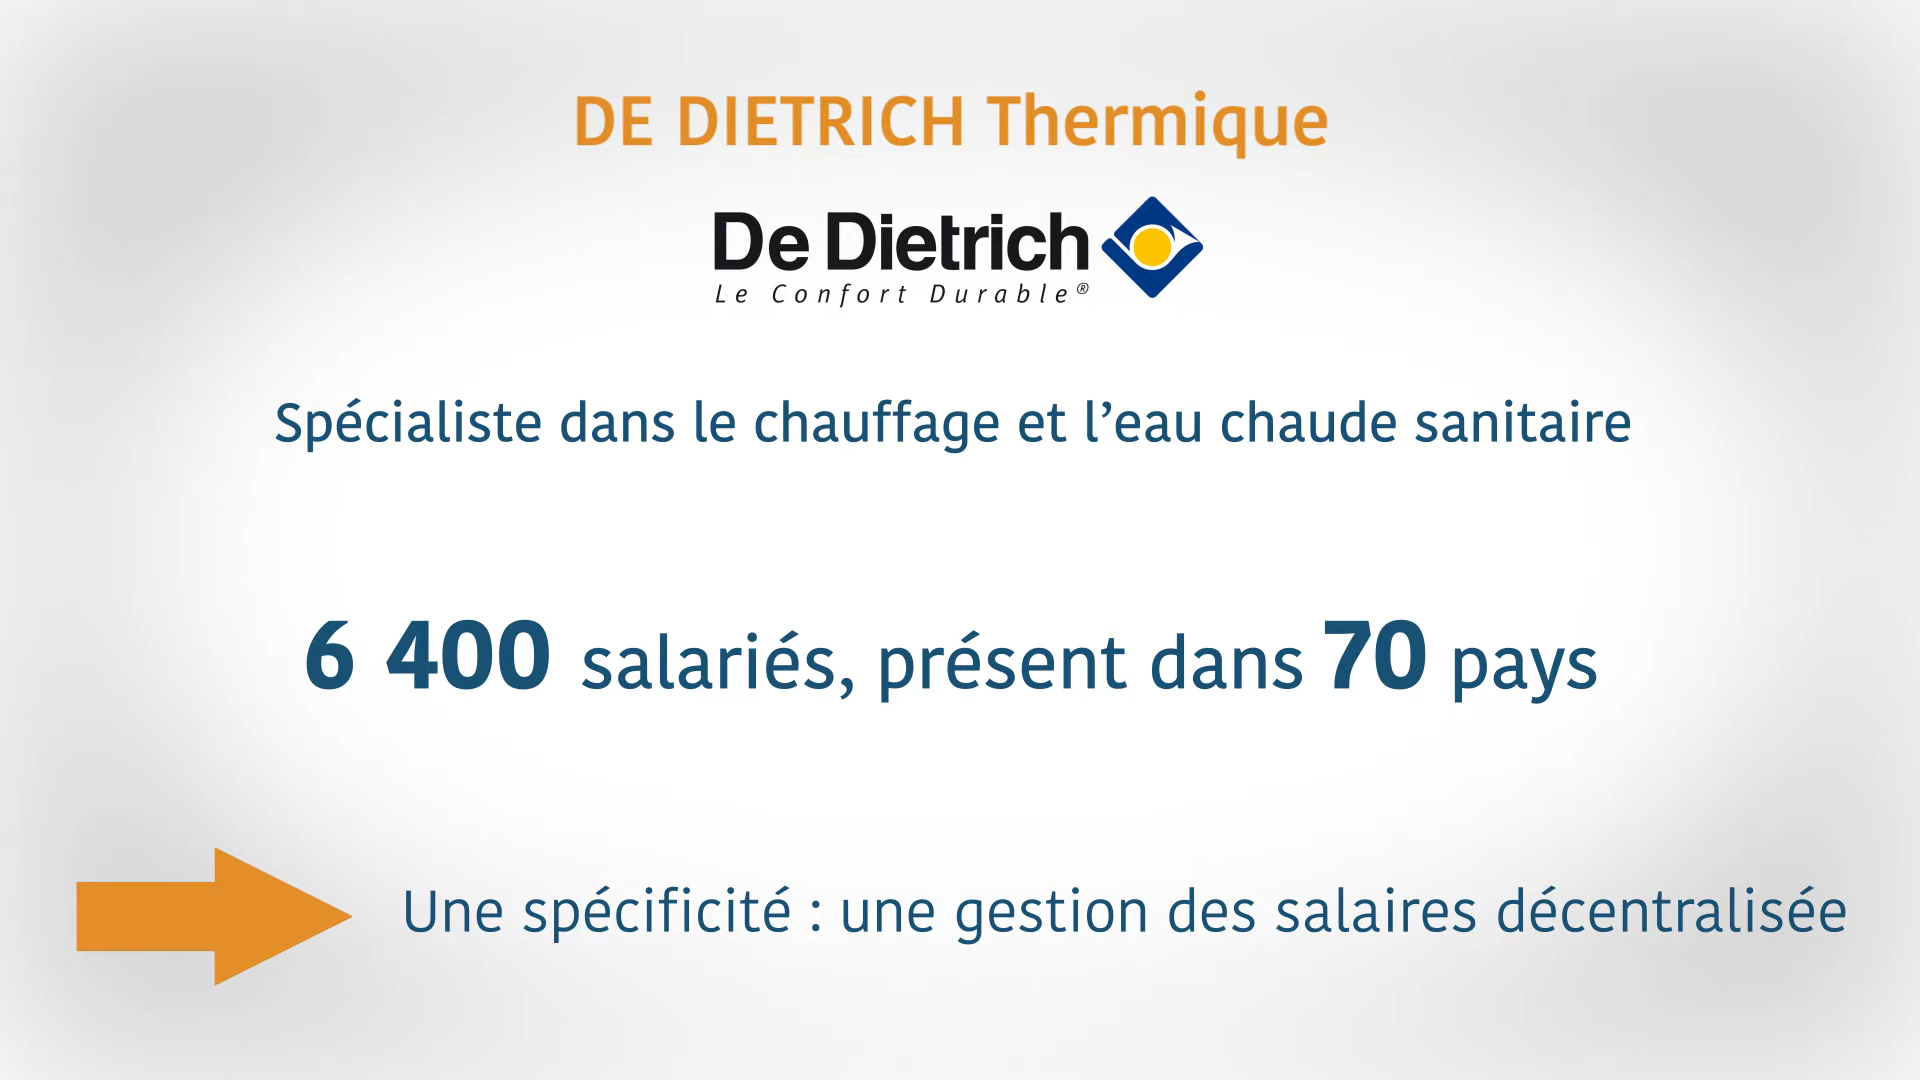 DE DIETRICH Thermique
De Dietrich
Le Confort Durable®
Spécialiste dans le chauffage et l’eau chaude sanitaire
6 400 salariés, présent dans 70 pays
Une spécificité : une gestion des salaires décentralisée